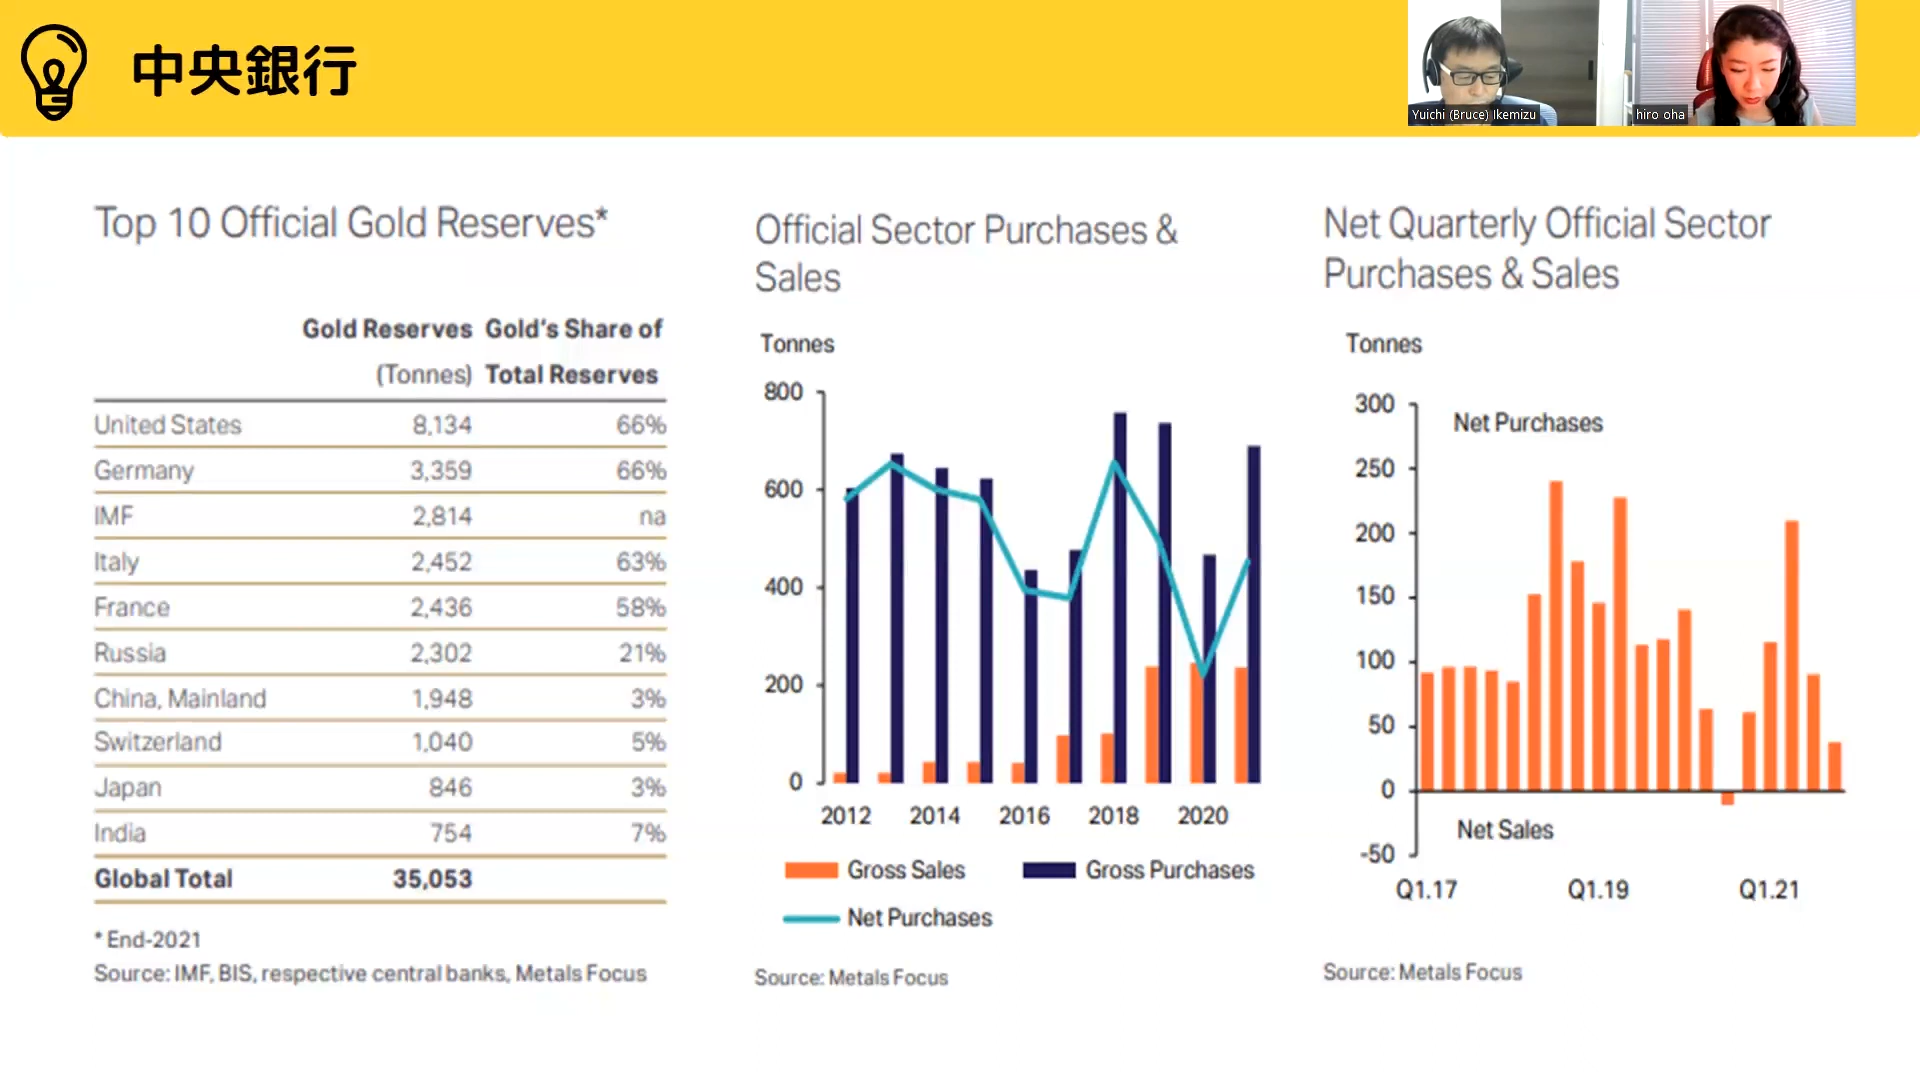 中央銀行
Yuichi (Bruce) Ikemizu
hiro oha
Top 10 Official Gold Reserves*
Gold Reserves Gold's Share of
(Tonnes) Total Reserves
United States 8,134 66%
Germany 3,359 66%
IMF 2,814 na
Italy 2,452 63%
France 2,436 58%
Russia 2,302 21%
China, Mainland 1,948 3%
Switzerland 1,040 5%
Japan 846 3%
India 754 7%
Global Total 35,053
* End-2021
Source: IMF, BIS, respective central banks, Metals Focus
Official Sector Purchases &
Sales
Tonnes
800
600
400
200
0
2012 2014 2016 2018 2020
Gross Sales Gross Purchases
Net Purchases
Source: Metals Focus
Net Quarterly Official Sector
Purchases & Sales
Tonnes
300
Net Purchases
250
200
150
100
50
0
Net Sales
-50
Q1.17 Q1.19 Q1.21
Source: Metals Focus